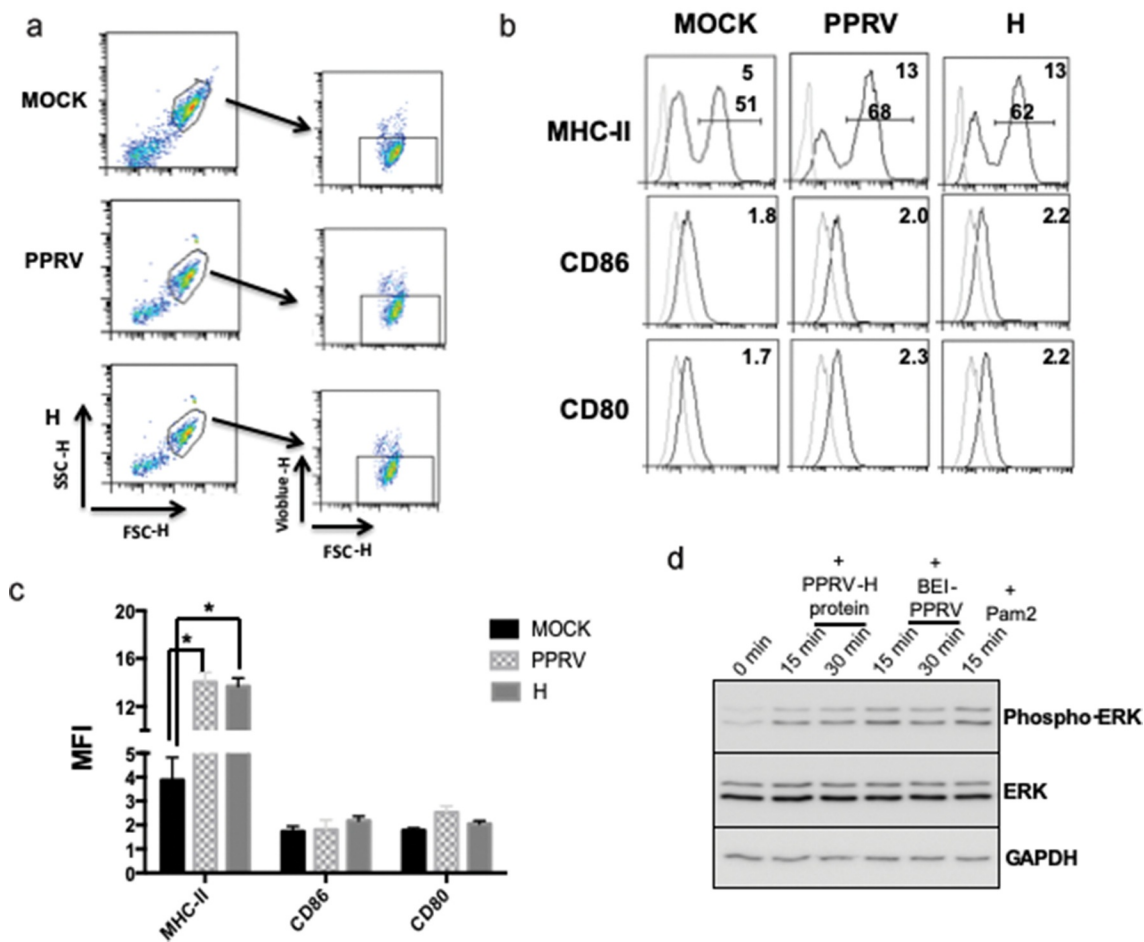 a
MOCK
PPRV
H
SSC-H
FSC-H
Vioblue-H
FSC-H
b
MOCK PPRV H
MHC-II
5
51
13
68
13
62
CD86
1.8
2.0
2.2
CD80
1.7
2.3
2.2
c
MFI
20
16
12
5
4
3
2
1
0
*
*
MHC-II
CD86
CD80
MOCK
PPRV
H
d
+
PPRV-H
protein
+
BEI-
PPRV
+
Pam2
0 min
15 min
30 min
15 min
30 min
15 min
Phospho-ERK
ERK
GAPDH